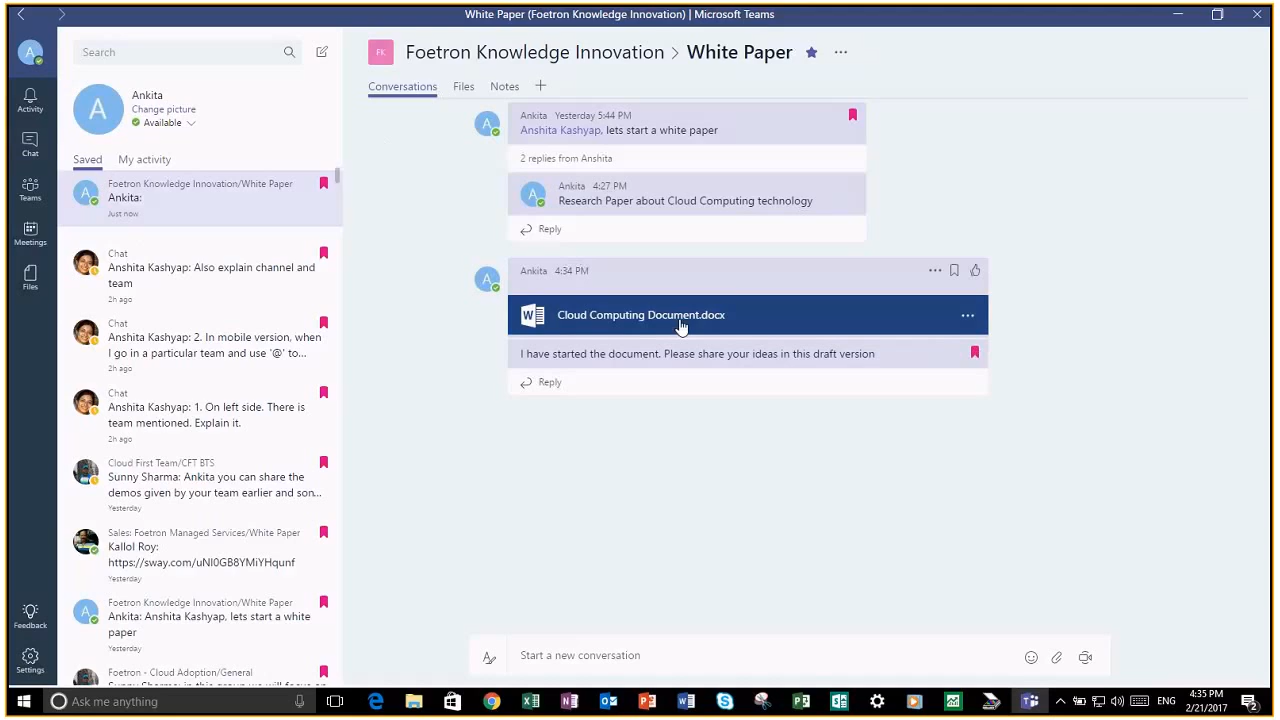 White Paper (Foetron Knowledge Innovation) | Microsoft Teams
A
Search
FK
Foetron Knowledge Innovation > White Paper
Activity
Chat
Teams
Meetings
Files
Feedback
Settings
A
Ankita
Change picture
Available
Saved
My activity
Foetron Knowledge Innovation/White Paper
A
Ankita:
Just now
Chat
Anshita Kashyap: Also explain channel and
team
2h ago
Chat
Anshita Kashyap: 2. In mobile version, when
I go in a particular team and use '@' to...
2h ago
Chat
Anshita Kashyap: 1. On left side. There is
team mentioned. Explain it.
2h ago
Cloud First Team/CFT BTS
Sunny Sharma: Ankita you can share the
demos given by your team earlier and son...
Yesterday
Sales: Foetron Managed Services/White Paper
Kallol Roy:
https://sway.com/uNI0GB8YMiYHqunf
Yesterday
Foetron Knowledge Innovation/White Paper
A
Ankita: Anshita Kashyap, lets start a white
paper
Yesterday
Foetron - Cloud Adoption/General
Conversations
Files
Notes
A
Ankita Yesterday 5:44 PM
Anshita Kashyap, lets start a white paper
2 replies from Anshita
A
Ankita 4:27 PM
Research Paper about Cloud Computing technology
Reply
A
Ankita 4:34 PM
Cloud Computing Document.docx
I have started the document. Please share your ideas in this draft version
Reply
Start a new conversation
Ask me anything
ENG
4:35 PM
2/21/2017
2